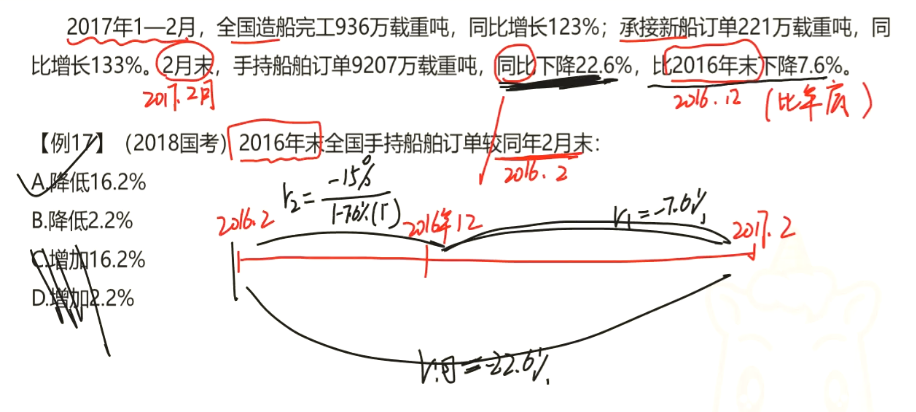 2017年1—2月，全国造船完工936万载重吨，同比增长123%；承接新船订单221万载重吨，同
比增长133%。2月末，手持船舶订单9207万载重吨，同比下降22.6%，比2016年末下降7.6%。
2017.2月
2016.12
（比年底）
【例17】（2018国考）2016年末全国手持船舶订单较同年2月末：
2016.2
A.降低16.2%
B.降低2.2%
C.增加16.2%
D.增加2.2%
r₂=-15%/1-7.6%(↑)
r₁=-7.6%
2016.2
2016年12
2017.2
=-22.6%